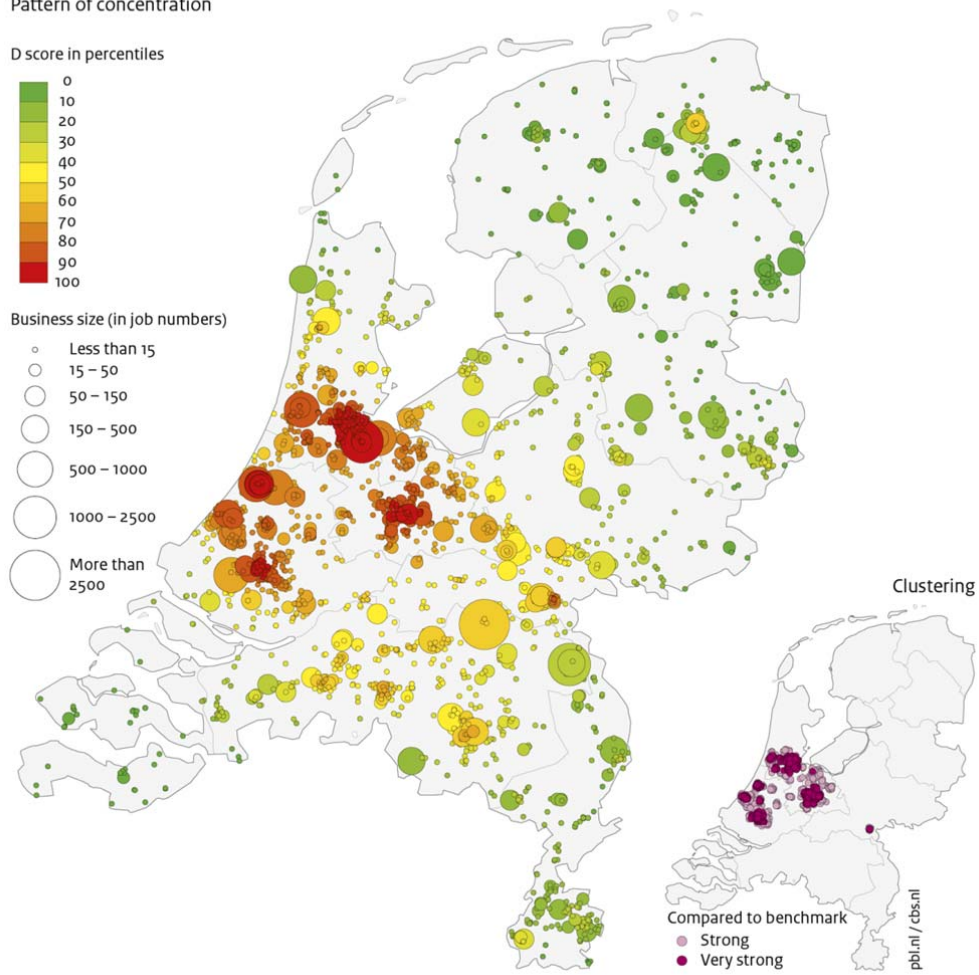 Pattern of concentration
D score in percentiles
0
10
20
30
40
50
60
70
80
90
100
Business size (in job numbers)
Less than 15
15 – 50
50 – 150
150 – 500
500 – 1000
1000 – 2500
More than
2500
Clustering
Compared to benchmark
Strong
Very strong
pbl.nl / cbs.nl